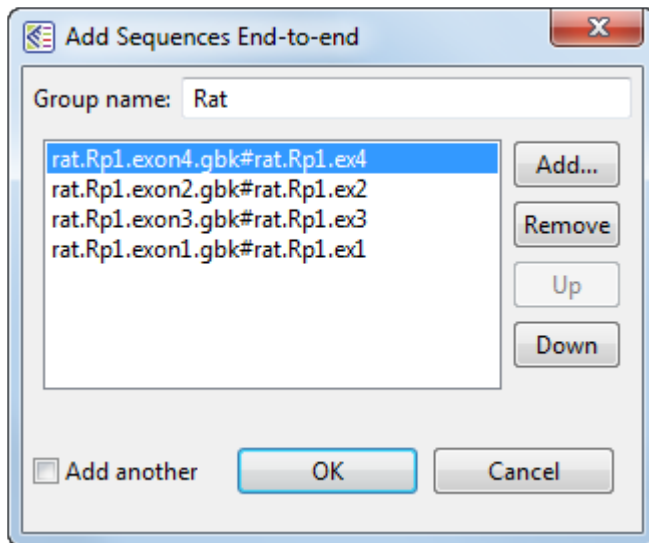 Add Sequences End-to-end
Group name: Rat
rat.Rp1.exon4.gbk#rat.Rp1.ex4
rat.Rp1.exon2.gbk#rat.Rp1.ex2
rat.Rp1.exon3.gbk#rat.Rp1.ex3
rat.Rp1.exon1.gbk#rat.Rp1.ex1
Add...
Remove
Up
Down
Add another
OK
Cancel